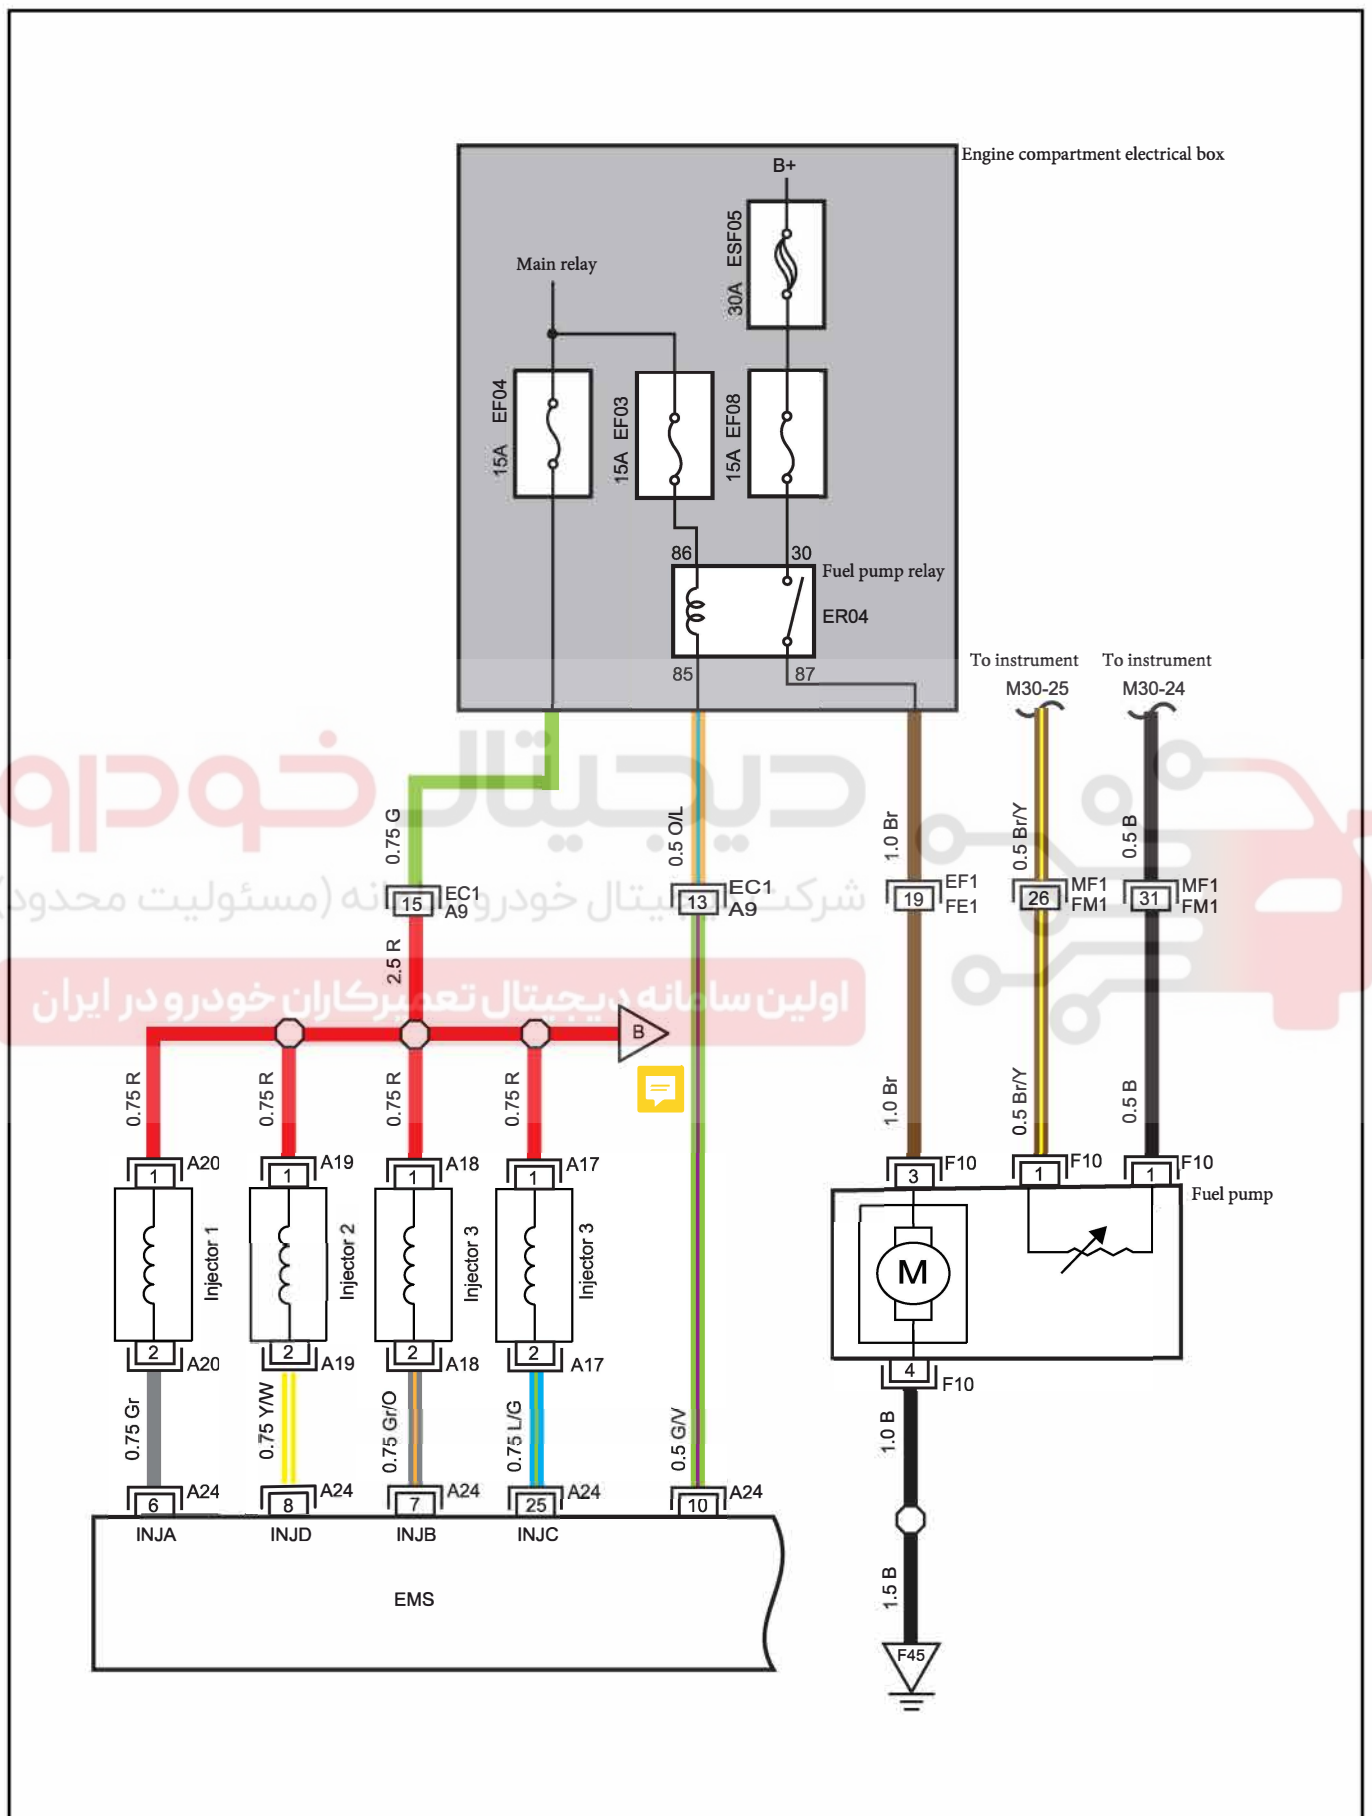 Engine compartment electrical box
B+
30A ESF05
Main relay
15A EF04
15A EF03
15A EF08
86
30
Fuel pump relay
ER04
85
87
To instrument
M30-25
To instrument
M30-24
دیجیتال خودرو
شرکت دیجیتال خودرو سامانه (مسئولیت محدود)
اولین سامانه دیجیتال تعمیرکاران خودرو در ایران
0.75 G
0.5 O/L
1.0 Br
0.5 Br/Y
0.5 B
15
EC1
A9
13
EC1
A9
19
EF1
FE1
26
MF1
FM1
31
MF1
FM1
2.5 R
B
0.75 R
0.75 R
0.75 R
0.75 R
1.0 Br
0.5 Br/Y
0.5 B
1
A20
1
A19
1
A18
1
A17
3
F10
1
F10
1
F10
Fuel pump
Injector 1
Injector 2
Injector 3
Injector 3
M
2
A20
2
A19
2
A18
2
A17
4
F10
0.75 Gr
0.75 Y/W
0.75 Gr/O
0.75 L/G
0.5 G/V
1.0 B
6
A24
8
A24
7
A24
25
A24
10
A24
INJA
INJD
INJB
INJC
EMS
1.5 B
F45